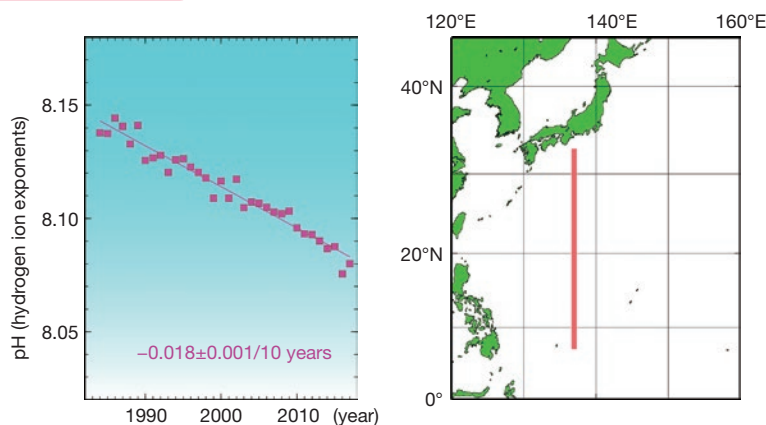 pH (hydrogen ion exponents)
8.15
8.10
8.05
−0.018±0.001/10 years
1990 2000 2010 (year)
120°E 140°E 160°E
40°N
20°N
0°